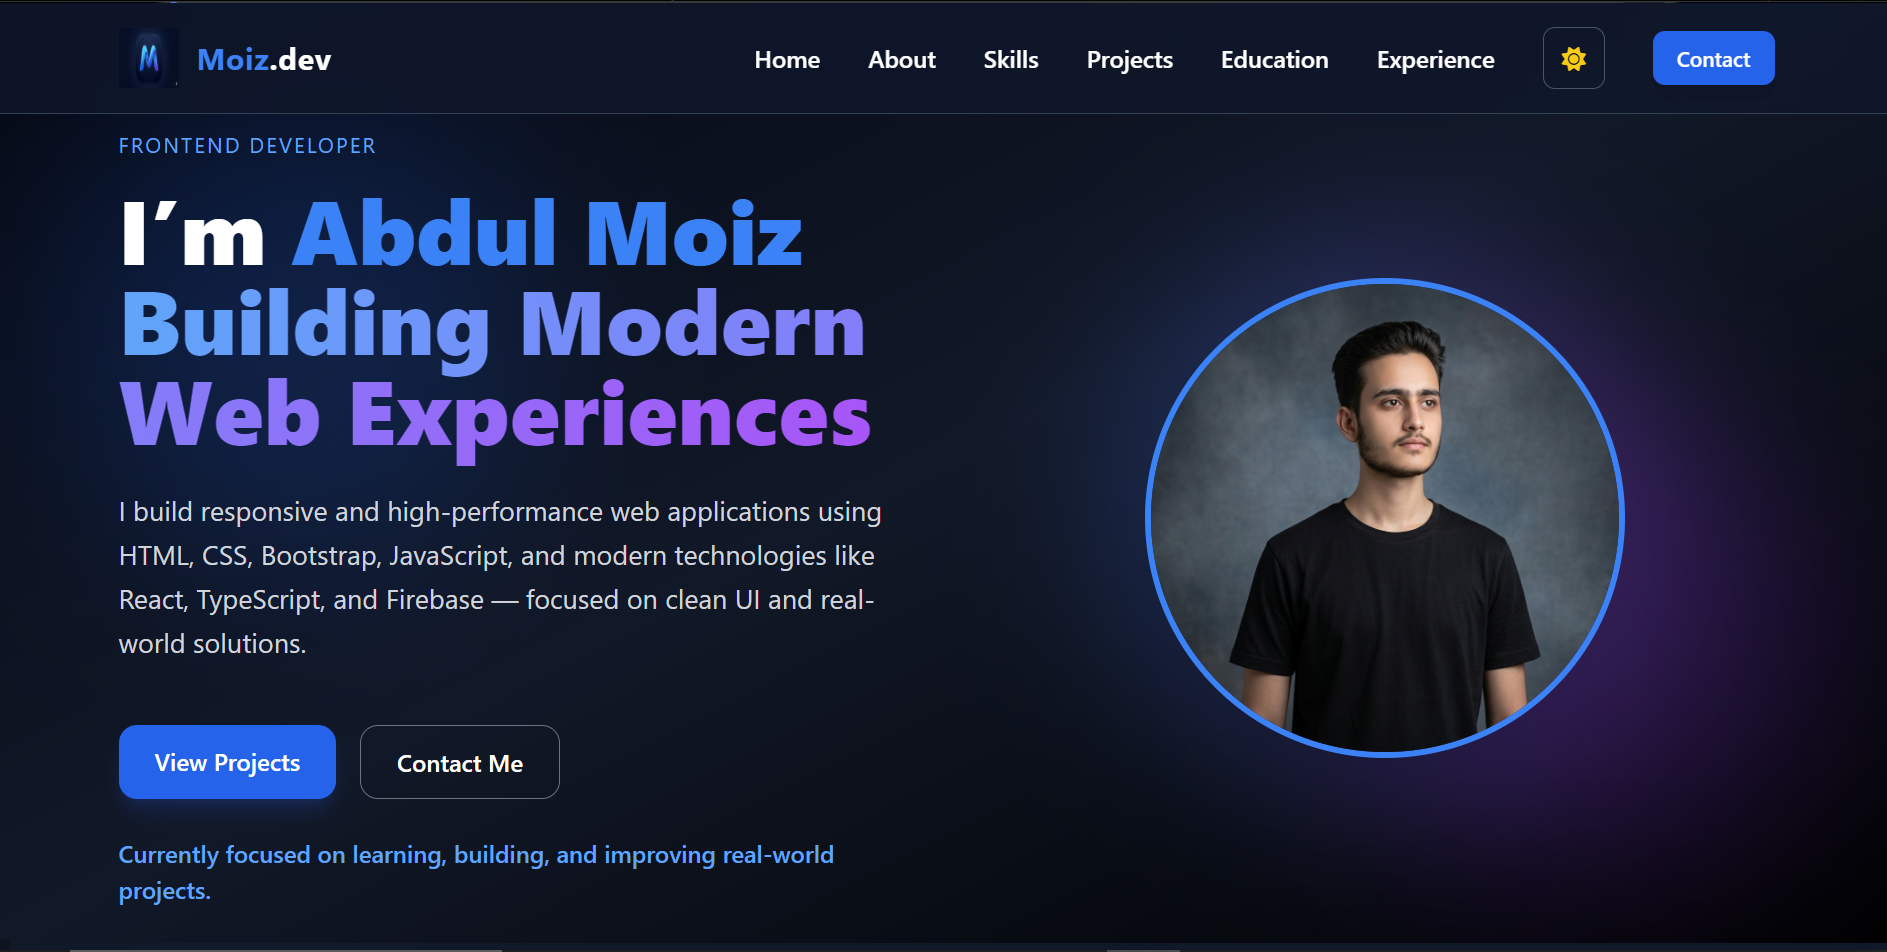 M Moiz.dev Home About Skills Projects Education Experience Contact
FRONTEND DEVELOPER
I’m Abdul Moiz
Building Modern
Web Experiences
I build responsive and high-performance web applications using
HTML, CSS, Bootstrap, JavaScript, and modern technologies like
React, TypeScript, and Firebase — focused on clean UI and real-
world solutions.
View Projects Contact Me
Currently focused on learning, building, and improving real-world
projects.